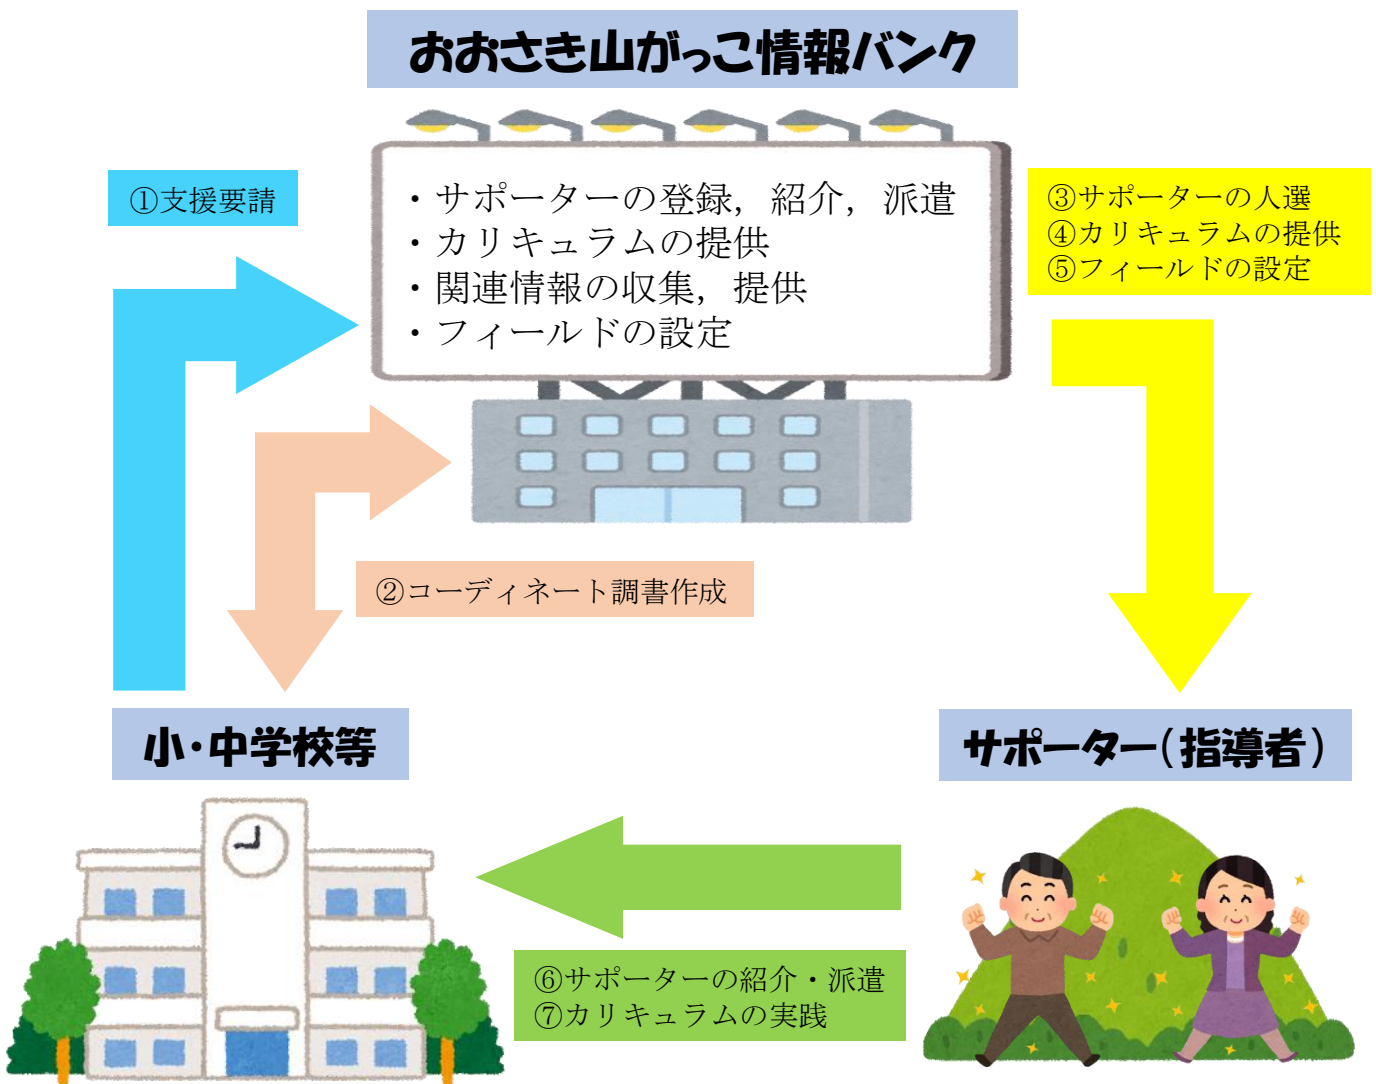 おおさき山がっこ情報バンク
①支援要請
・サポーターの登録，紹介，派遣
・カリキュラムの提供
・関連情報の収集，提供
・フィールドの設定
③サポーターの人選
④カリキュラムの提供
⑤フィールドの設定
②コーディネート調書作成
小・中学校等
サポーター(指導者)
⑥サポーターの紹介・派遣
⑦カリキュラムの実践